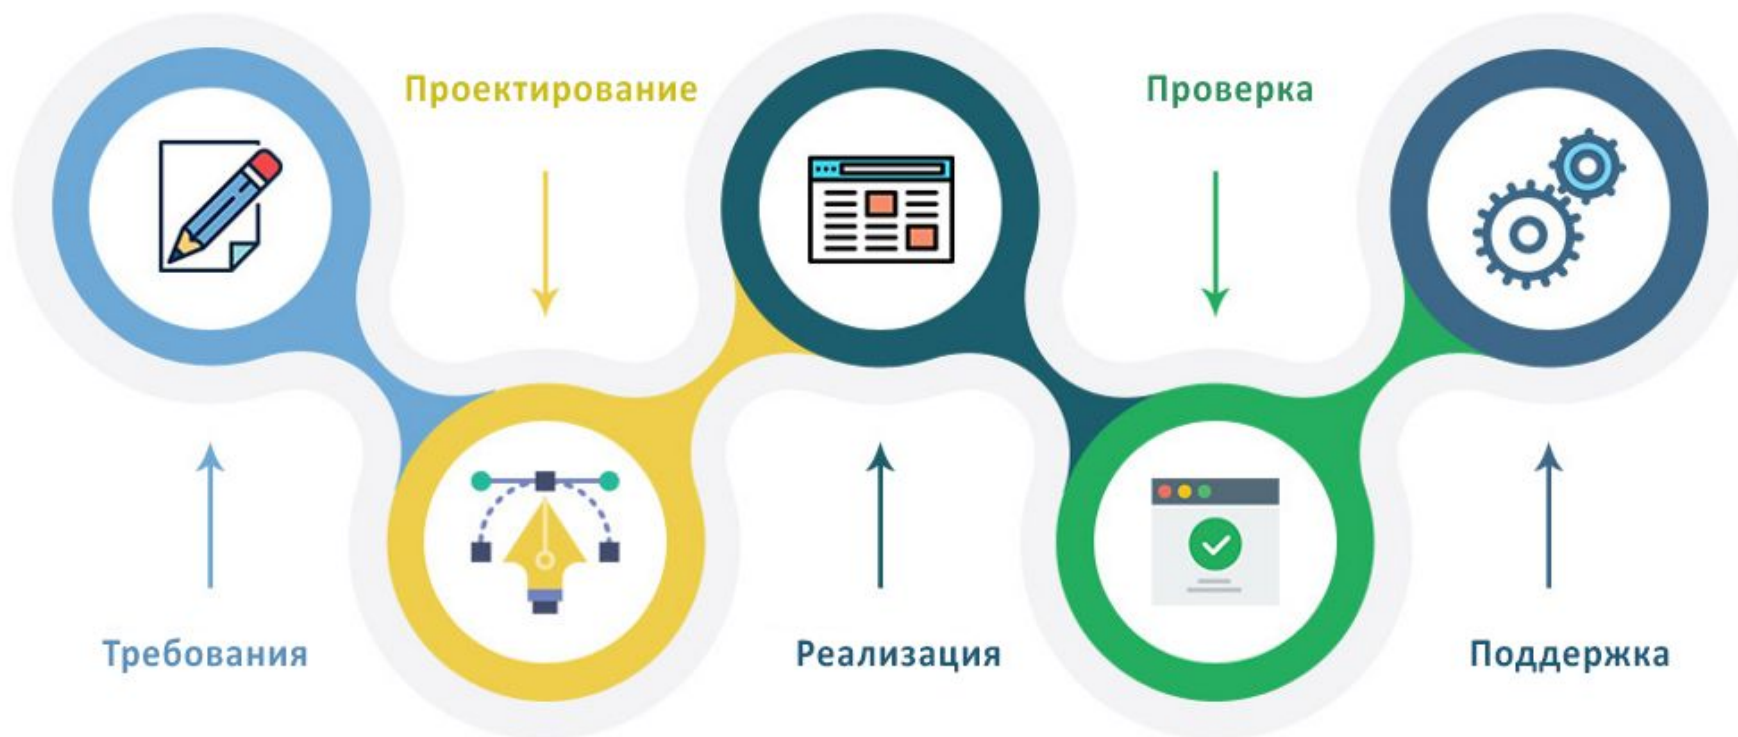 Проектирование
Проверка
Требования
Реализация
Поддержка